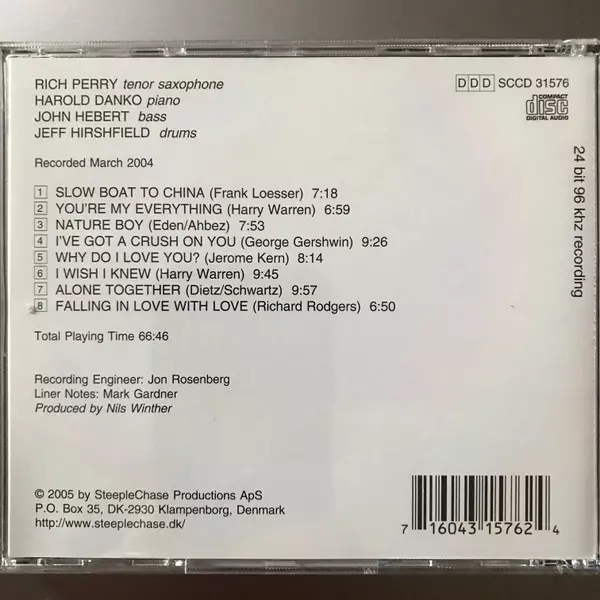 RICH PERRY tenor saxophone
HAROLD DANKO piano
JOHN HEBERT bass
JEFF HIRSHFIELD drums
Recorded March 2004
DDD SCCD 31576
COMPACT
disc
DIGITAL AUDIO
24 bit 96 khz recording
1 SLOW BOAT TO CHINA (Frank Loesser) 7:18
2 YOU'RE MY EVERYTHING (Harry Warren) 6:59
3 NATURE BOY (Eden/Ahbez) 7:53
4 I'VE GOT A CRUSH ON YOU (George Gershwin) 9:26
5 WHY DO I LOVE YOU? (Jerome Kern) 8:14
6 I WISH I KNEW (Harry Warren) 9:45
7 ALONE TOGETHER (Dietz/Schwartz) 9:57
8 FALLING IN LOVE WITH LOVE (Richard Rodgers) 6:50
Total Playing Time 66:46
Recording Engineer: Jon Rosenberg
Liner Notes: Mark Gardner
Produced by Nils Winther
© 2005 by SteepleChase Productions ApS
P.O. Box 35, DK-2930 Klampenborg, Denmark
http://www.steeplechase.dk/
7 16043 15762 4